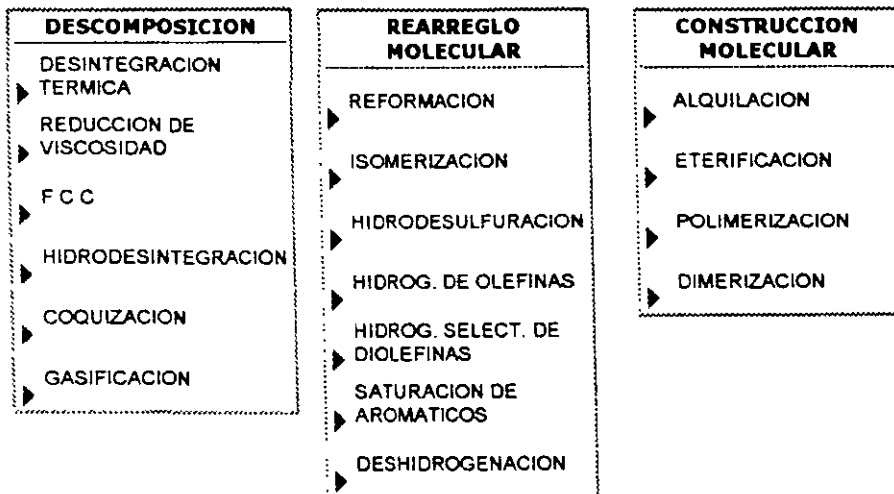 DESCOMPOSICION
DESINTEGRACION
TERMICA
REDUCCION DE
VISCOSIDAD
F C C
HIDRODESINTEGRACION
COQUIZACION
GASIFICACION
REARREGLO
MOLECULAR
REFORMACION
ISOMERIZACION
HIDRODESULFURACION
HIDROG. DE OLEFINAS
HIDROG. SELECT. DE
DIOLEFINAS
SATURACION DE
AROMATICOS
DESHIDROGENACION
CONSTRUCCION
MOLECULAR
ALQUILACION
ETERIFICACION
POLIMERIZACION
DIMERIZACION